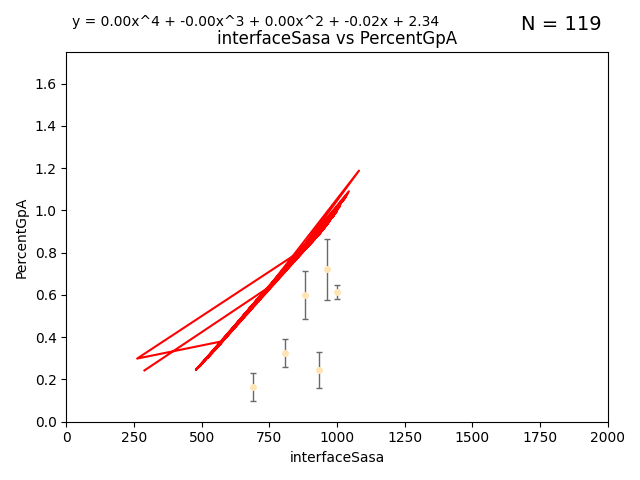 y = 0.00x^4 + -0.00x^3 + 0.00x^2 + -0.02x + 2.34
N = 119
interfaceSasa vs PercentGpA
PercentGpA
1.6
1.4
1.2
1.0
0.8
0.6
0.4
0.2
0.0
0 250 500 750 1000 1250 1500 1750 2000
interfaceSasa